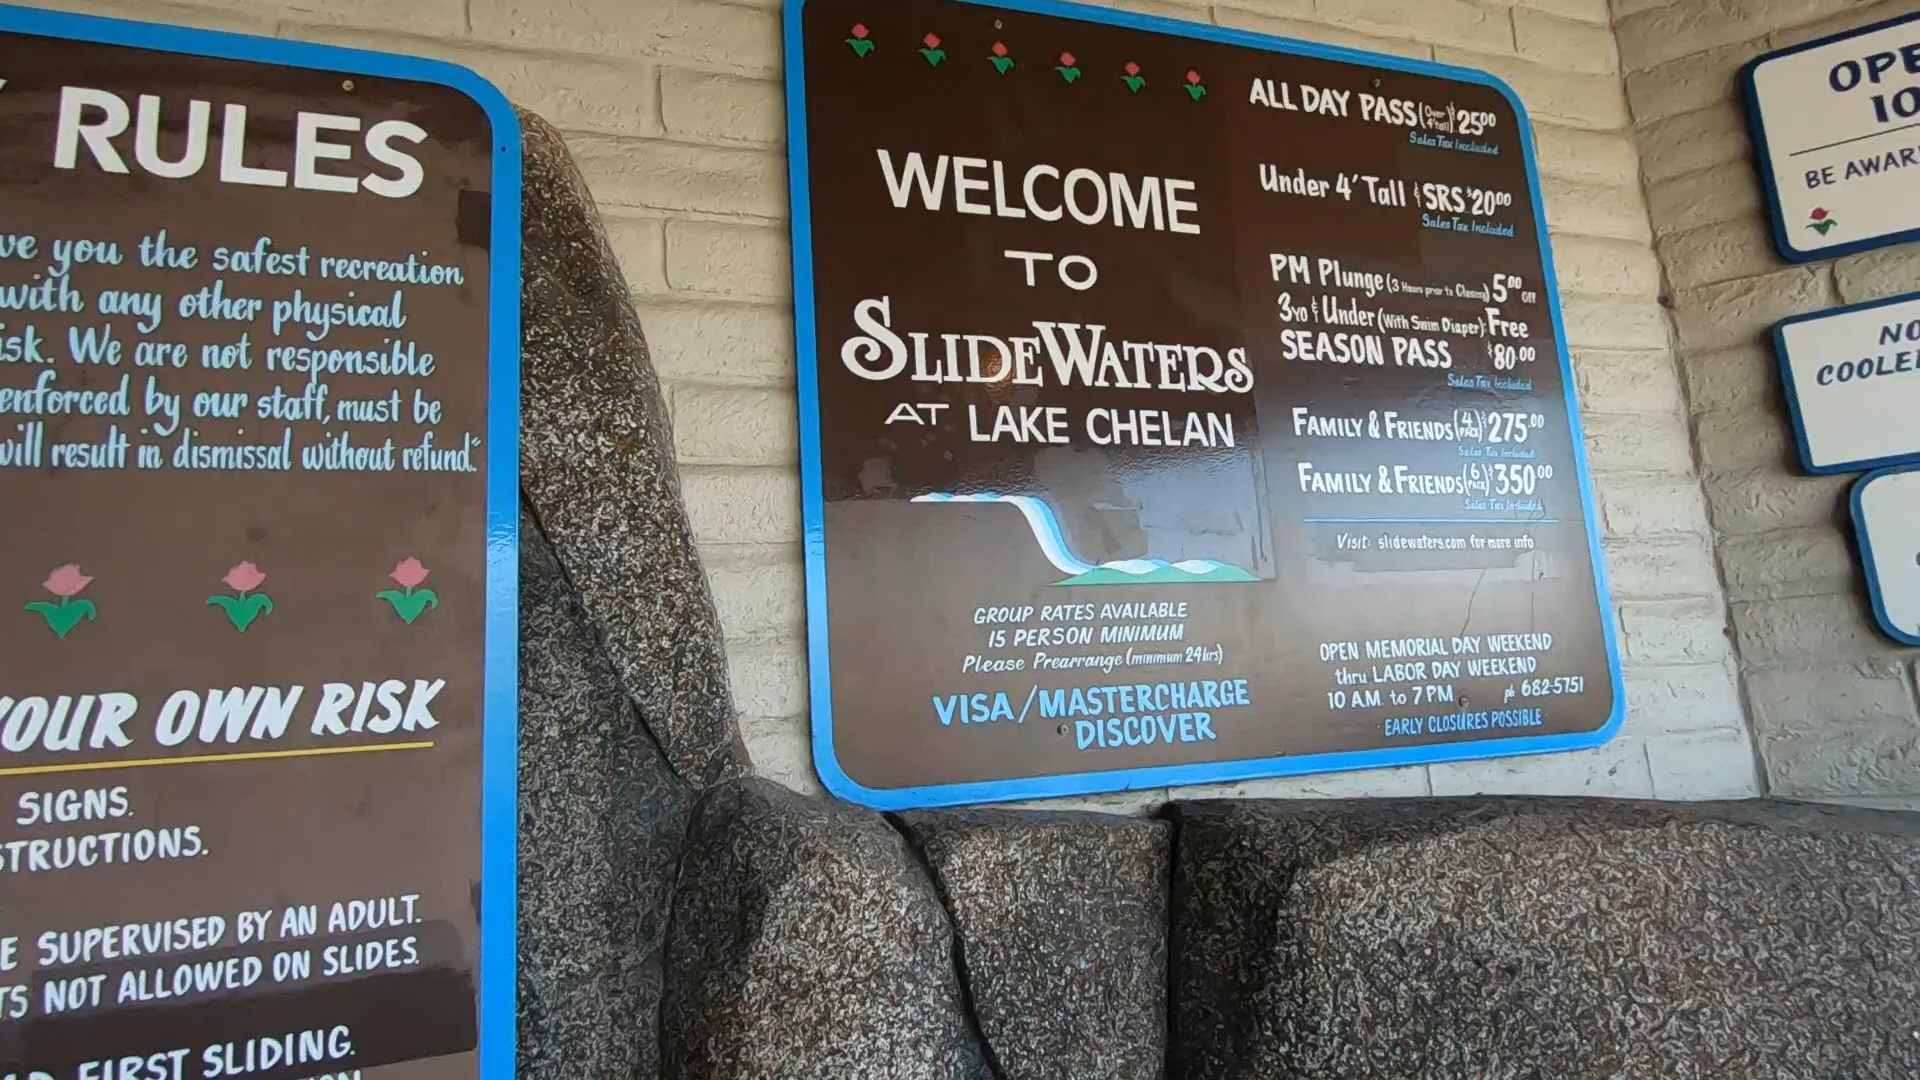 RULES
ve you the safest recreation
with any other physical
isk. We are not responsible
enforced by our staff, must be
will result in dismissal without refund."
YOUR OWN RISK
SIGNS.
STRUCTIONS.
E SUPERVISED BY AN ADULT.
TS NOT ALLOWED ON SLIDES.
FIRST SLIDING.
WELCOME
TO
SLIDEWATERS
AT LAKE CHELAN
GROUP RATES AVAILABLE
15 PERSON MINIMUM
Please Prearrange (minimum 24 hrs)
VISA/MASTERCHARGE
DISCOVER
ALL DAY PASS (Over 4' tall) $25.00
Sales Tax Included
Under 4' Tall & SRS $20.00
Sales Tax Included
PM Plunge (3 Hours prior to Closing) 5.00 Off
3yo & Under (With Swim Diaper): Free
SEASON PASS $80.00
Sales Tax Included
FAMILY & FRIENDS (4 PACK) $275.00
Sales Tax Included
FAMILY & FRIENDS (6 PACK) $350.00
Sales Tax Included
Visit: slidewaters.com for more info
OPEN MEMORIAL DAY WEEKEND
thru LABOR DAY WEEKEND
10 A.M. to 7 P.M. ph 682-5751
EARLY CLOSURES POSSIBLE
OPE
10
BE AWAR
NO
COOLE